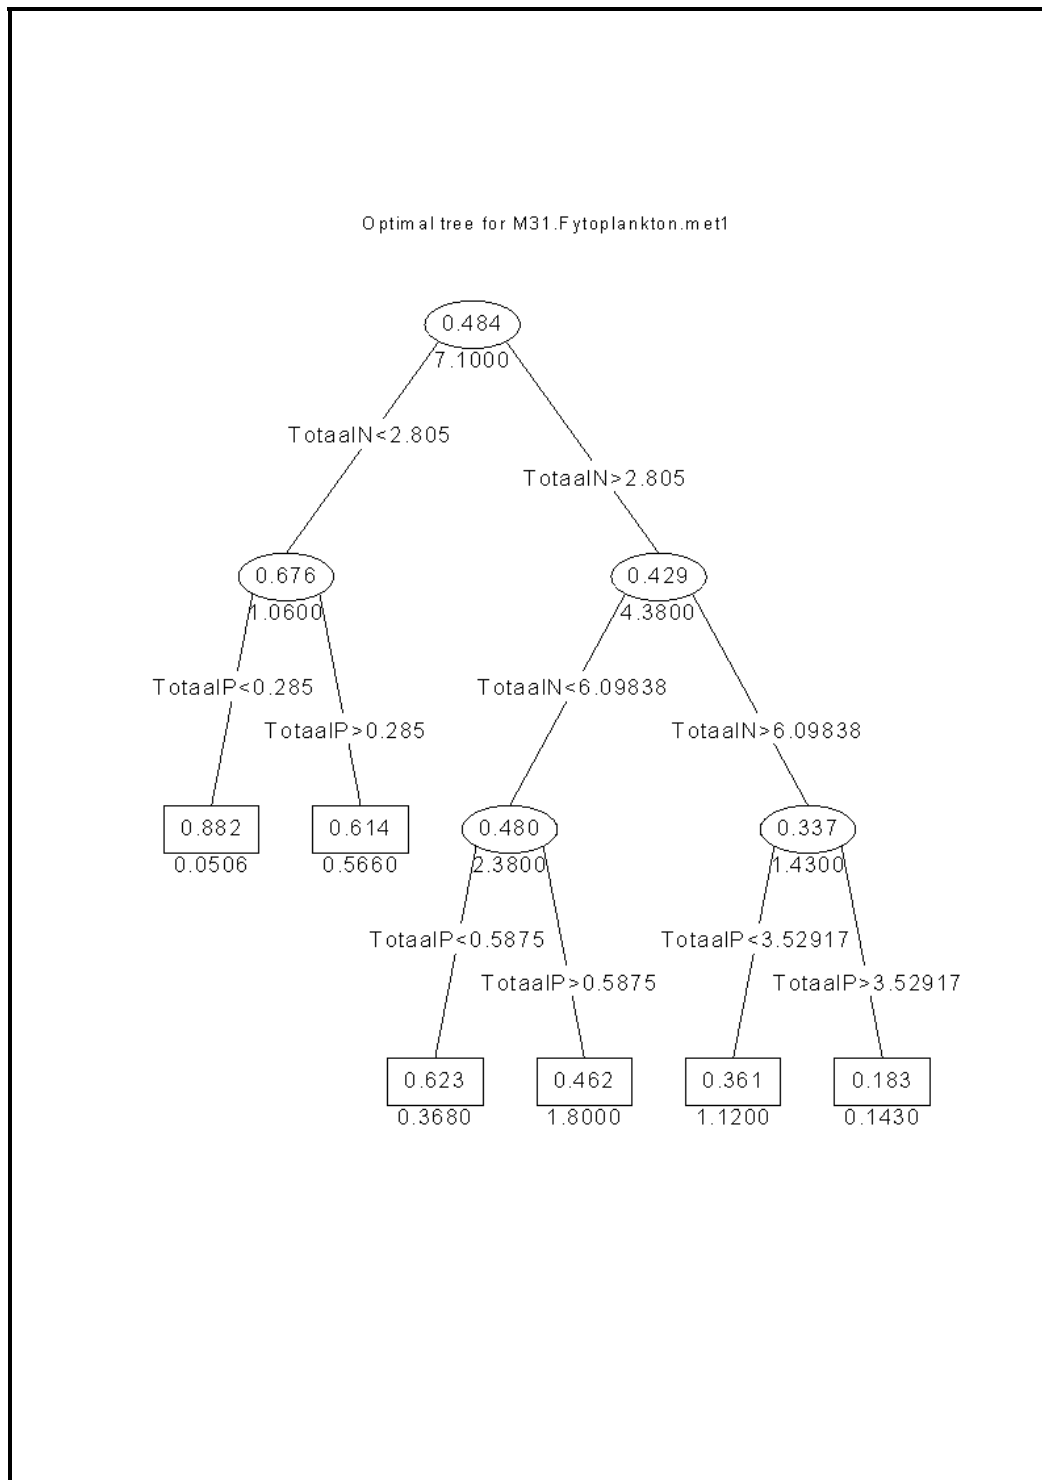 Optimal tree for M31.Fytoplankton.met1
0.484
7.1000
TotaalN<2.805
TotaalN>2.805
0.676
1.0600
0.429
4.3800
TotaalP<0.285
TotaalP>0.285
TotaalN<6.09838
TotaalN>6.09838
0.882
0.0506
0.614
0.5660
0.480
2.3800
0.337
1.4300
TotaalP<0.5875
TotaalP>0.5875
TotaalP<3.52917
TotaalP>3.52917
0.623
0.3680
0.462
1.8000
0.361
1.1200
0.183
0.1430